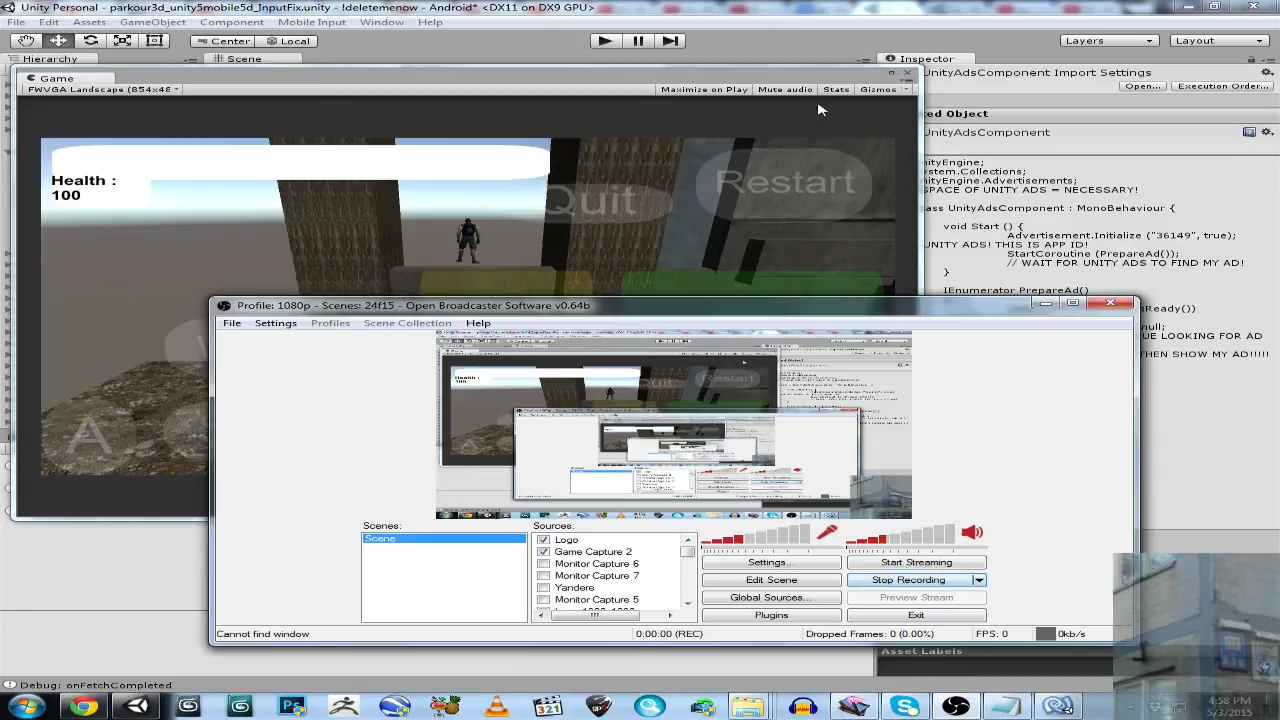 Unity Personal - parkour3d_unity5mobile5d_InputFix.unity - !deletemenow - Android* <DX11 on DX9 GPU>
File Edit Assets GameObject Component Mobile Input Window Help
Center Local Layers Layout
Hierarchy Scene Inspector
Game
UnityAdsComponent Import Settings
FWVGA Landscape (854x48 Maximize on Play Mute audio Stats Gizmos
Open... Execution Order...
ed Object
UnityAdsComponent
nityEngine;
ystem.Collections;
nityEngine.Advertisements;
SPACE OF UNITY ADS = NECESSARY!
ass UnityAdsComponent : MonoBehaviour {
void Start () {
Advertisement.Initialize ("36149", true);
UNITY ADS! THIS IS APP ID!
StartCoroutine (PrepareAd());
// WAIT FOR UNITY ADS TO FIND MY AD!
}
IEnumerator PrepareAd()
sReady())
null;
UE LOOKING FOR AD
THEN SHOW MY AD!!!!!
Health :
100
Quit
Restart
A
Profile: 1080p - Scenes: 24f15 - Open Broadcaster Software v0.64b
File Settings Profiles Scene Collection Help
Scenes:
Scene
Sources:
Logo
Game Capture 2
Monitor Capture 6
Monitor Capture 7
Yandere
Monitor Capture 5
Settings... Start Streaming
Edit Scene Stop Recording
Global Sources... Preview Stream
Plugins Exit
Cannot find window 0:00:00 (REC) Dropped Frames: 0 (0.00%) FPS: 0 0kb/s
Asset Labels
Debug: onFetchCompleted
321
4:58 PM
5/3/2015